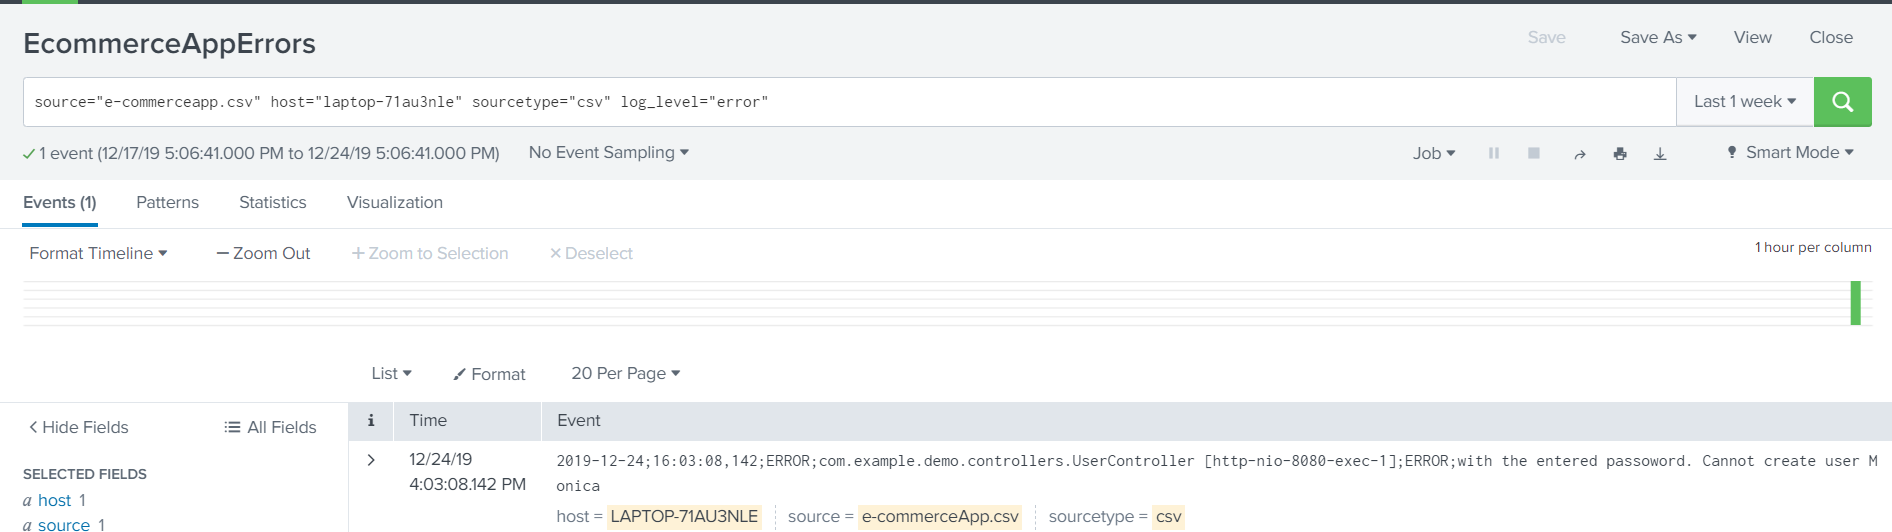 EcommerceAppErrors
Save Save As View Close
source="e-commerceapp.csv" host="laptop-71au3nle" sourcetype="csv" log_level="error"
Last 1 week
1 event (12/17/19 5:06:41.000 PM to 12/24/19 5:06:41.000 PM) No Event Sampling
Job Smart Mode
Events (1) Patterns Statistics Visualization
Format Timeline — Zoom Out + Zoom to Selection × Deselect
1 hour per column
List Format 20 Per Page
< Hide Fields All Fields
i Time Event
SELECTED FIELDS
a host 1
a source 1
> 12/24/19
4:03:08.142 PM
2019-12-24;16:03:08,142;ERROR;com.example.demo.controllers.UserController [http-nio-8080-exec-1];ERROR;with the entered passoword. Cannot create user M
onica
host = LAPTOP-71AU3NLE source = e-commerceApp.csv sourcetype = csv